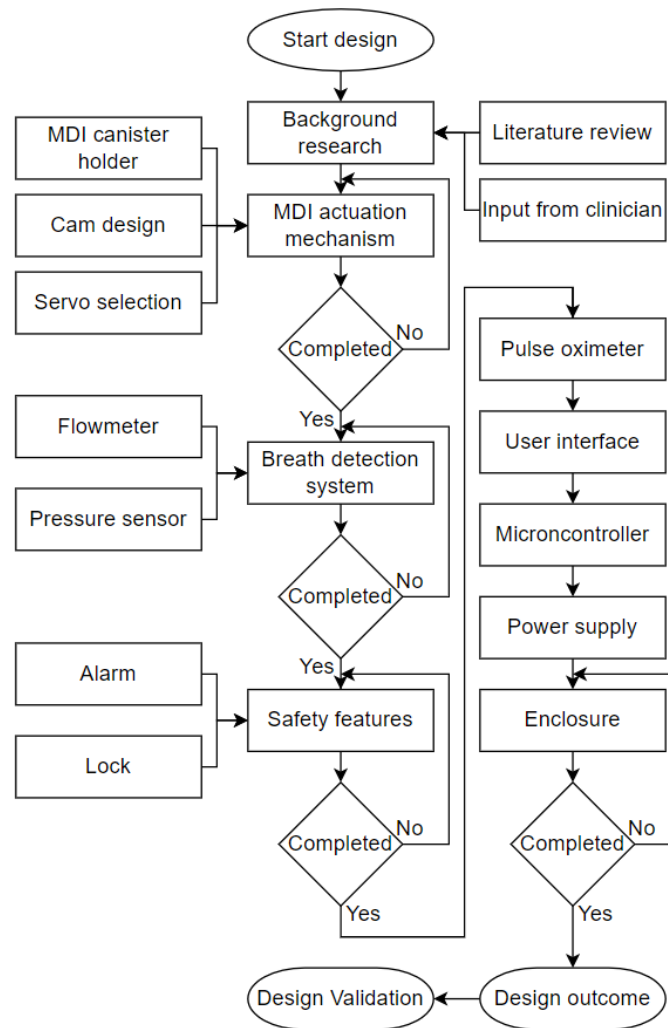 Start design
Background
research
Literature review
Input from clinician
MDI canister
holder
Cam design
Servo selection
MDI actuation
mechanism
Completed
No
Yes
Flowmeter
Pressure sensor
Breath detection
system
Completed
No
Yes
Alarm
Lock
Safety features
Completed
No
Yes
Pulse oximeter
User interface
Microncontroller
Power supply
Enclosure
Completed
No
Yes
Design outcome
Design Validation